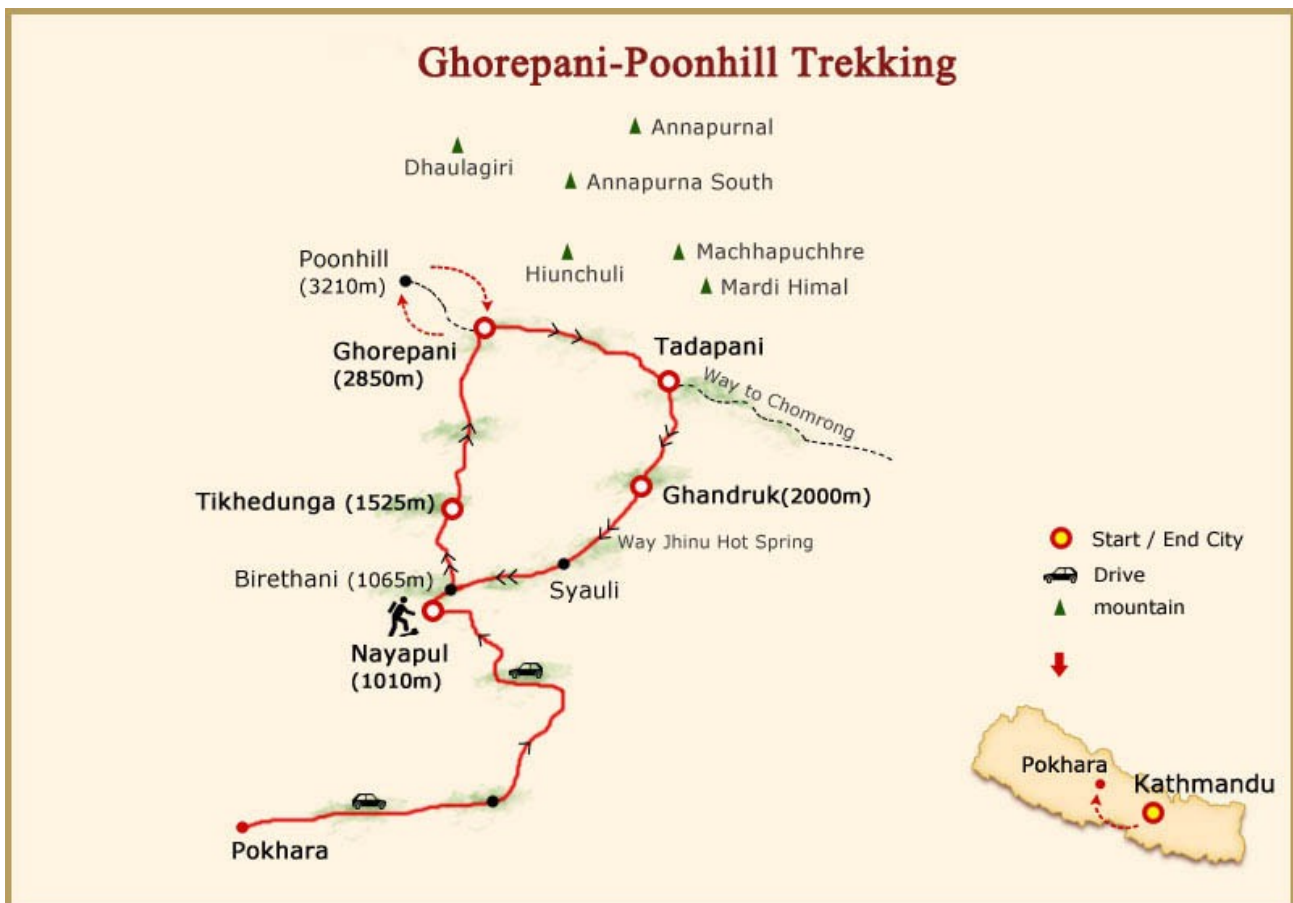 Ghorepani-Poonhill Trekking
Annapurnal
Dhaulagiri
Annapurna South
Poonhill
(3210m)
Hiunchuli
Machhapuchhre
Mardi Himal
Ghorepani
(2850m)
Tadapani
Way to Chomrong
Tikhedunga (1525m)
Ghandruk(2000m)
Way Jhinu Hot Spring
Birethani (1065m)
Syauli
Nayapul
(1010m)
Pokhara
Start / End City
Drive
mountain
Pokhara
Kathmandu